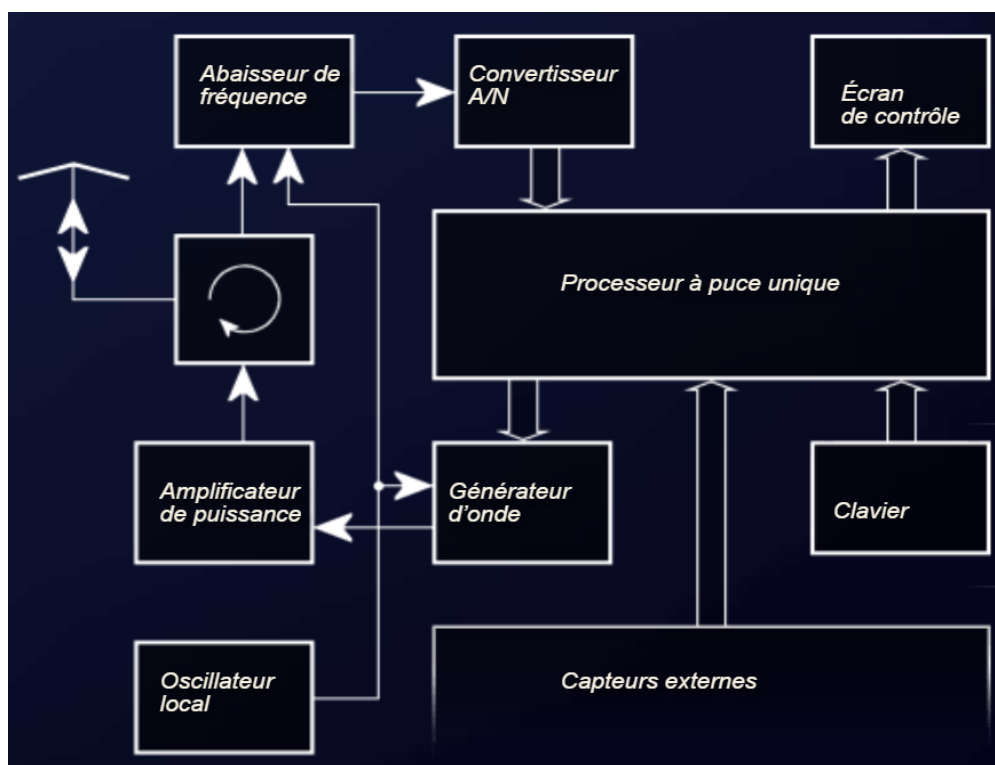 Abaisseur de
fréquence
Convertisseur
A/N
Écran
de contrôle
Processeur à puce unique
Amplificateur
de puissance
Générateur
d'onde
Clavier
Oscillateur
local
Capteurs externes